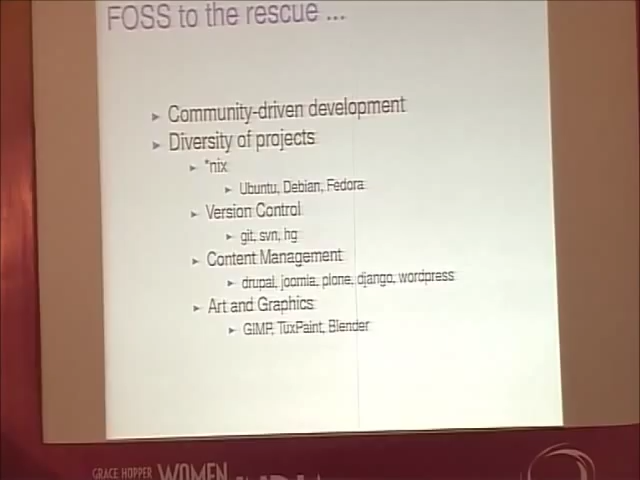 FOSS to the rescue ...
Community-driven development
Diversity of projects
*nix
Ubuntu, Debian, Fedora
Version Control
git, svn, hg
Content Management
drupal, joomla, plone, django, wordpress
Art and Graphics
GIMP, TuxPaint, Blender
GRACE HOPPER WOMEN